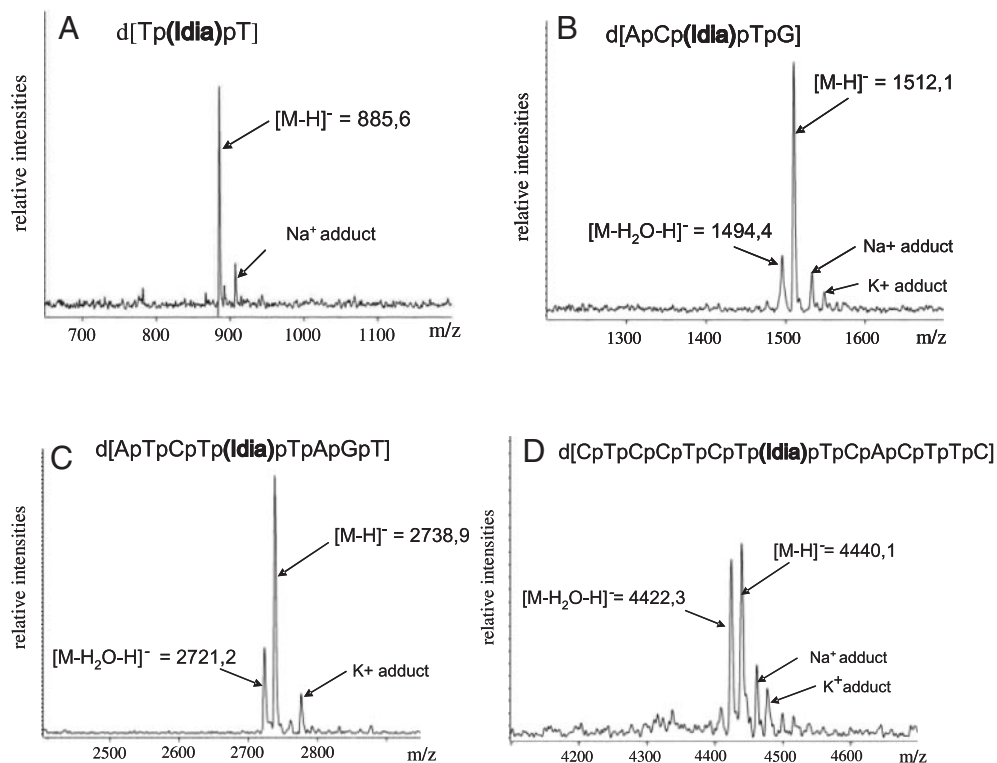 A
d[Tp(Idia)pT]
relative intensities
[M-H]⁻ = 885,6
Na⁺ adduct
700 800 900 1000 1100 m/z
B
d[ApCp(Idia)pTpG]
relative intensities
[M-H]⁻ = 1512,1
[M-H₂O-H]⁻ = 1494,4
Na+ adduct
K+ adduct
1300 1400 1500 1600 m/z
C
d[ApTpCpTp(Idia)pTpApGpT]
relative intensities
[M-H]⁻ = 2738,9
[M-H₂O-H]⁻ = 2721,2
K+ adduct
2500 2600 2700 2800 m/z
D
d[CpTpCpCpTpCpTp(Idia)pTpCpApCpTpTpC]
relative intensities
[M-H]⁻= 4440,1
[M-H₂O-H]⁻= 4422,3
Na⁺ adduct
K⁺ adduct
4200 4300 4400 4500 4600 m/z